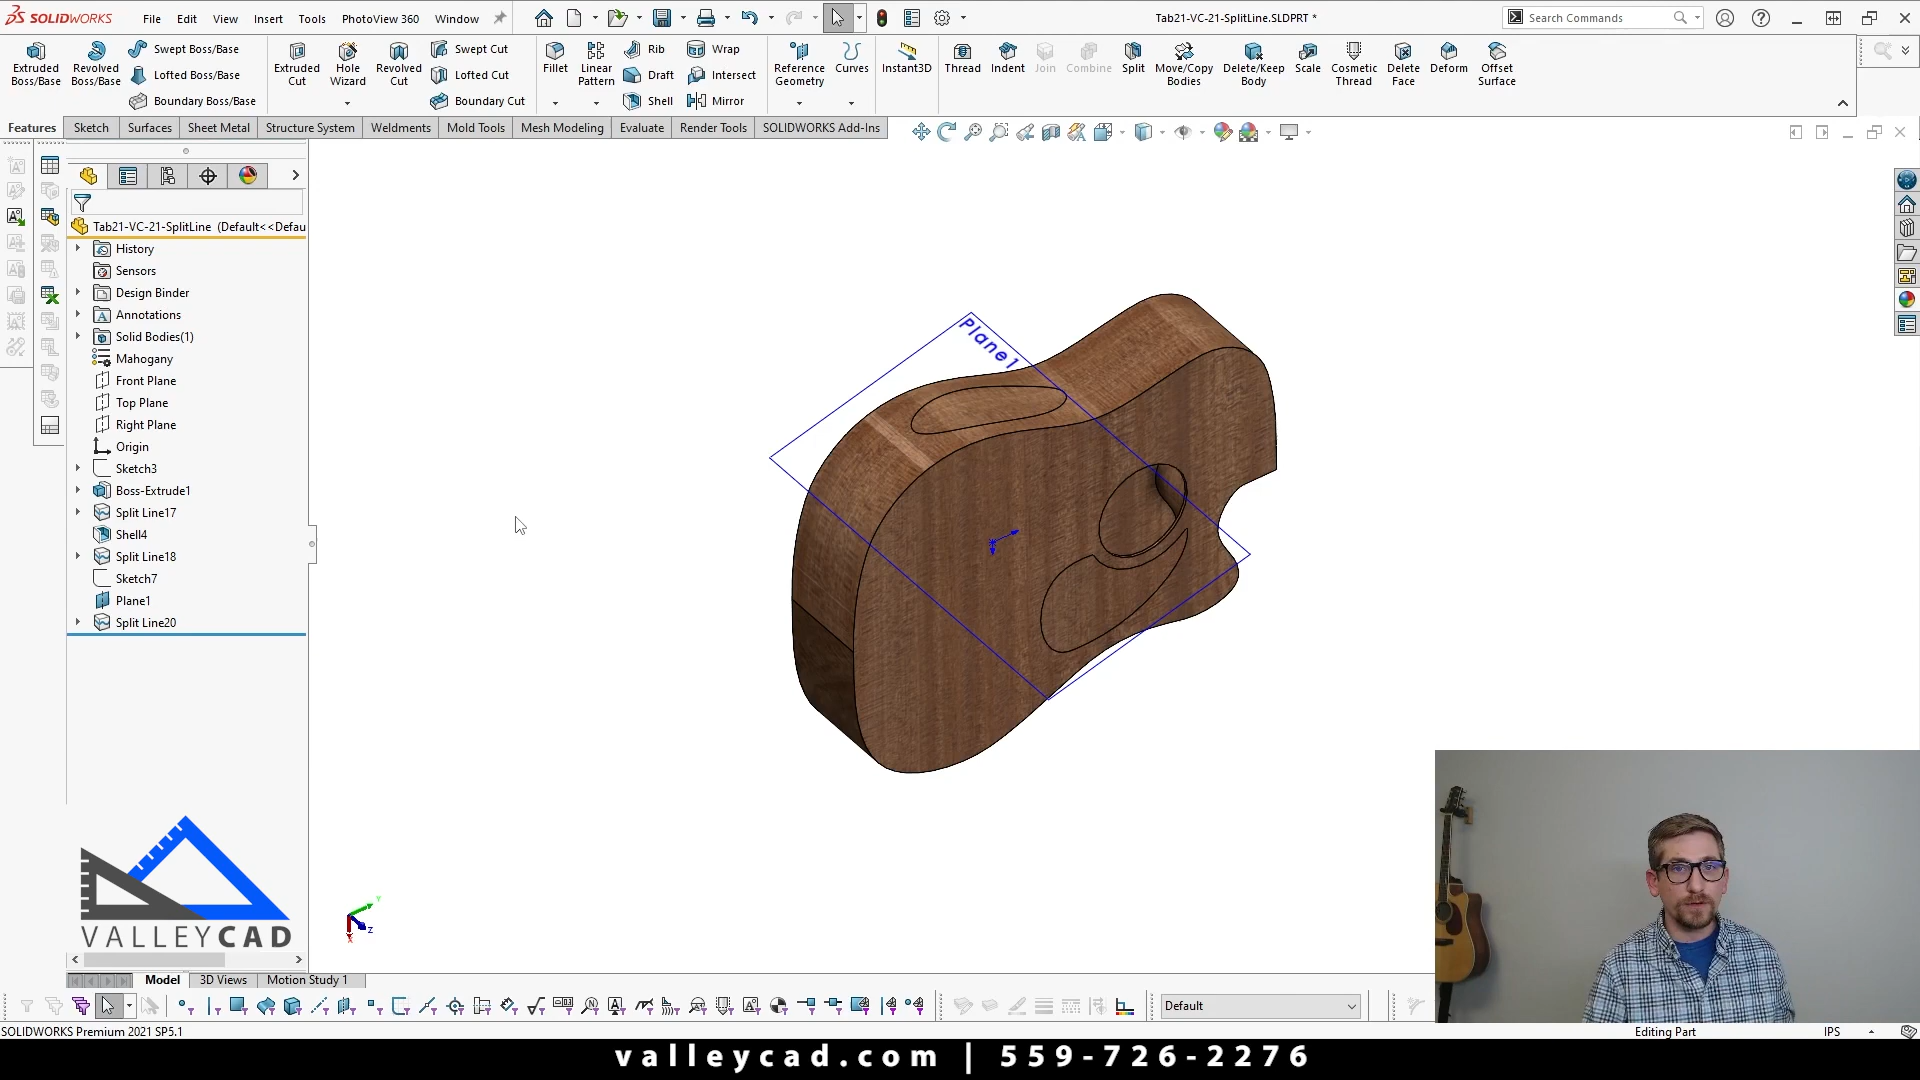 SOLIDWORKS File Edit View Insert Tools PhotoView 360 Window
Tab21-VC-21-SplitLine.SLDPRT *
Search Commands
Extruded Boss/Base
Revolved Boss/Base
Swept Boss/Base
Lofted Boss/Base
Boundary Boss/Base
Extruded Cut
Hole Wizard
Revolved Cut
Swept Cut
Lofted Cut
Boundary Cut
Fillet
Linear Pattern
Rib
Draft
Shell
Wrap
Intersect
Mirror
Reference Geometry
Curves
Instant3D
Thread
Indent
Join
Combine
Split
Move/Copy Bodies
Delete/Keep Body
Scale
Cosmetic Thread
Delete Face
Deform
Offset Surface
Features Sketch Surfaces Sheet Metal Structure System Weldments Mold Tools Mesh Modeling Evaluate Render Tools SOLIDWORKS Add-Ins
Tab21-VC-21-SplitLine (Default<<Defau
History
Sensors
Design Binder
Annotations
Solid Bodies(1)
Mahogany
Front Plane
Top Plane
Right Plane
Origin
Sketch3
Boss-Extrude1
Split Line17
Shell4
Split Line18
Sketch7
Plane1
Split Line20
Plane1
VALLEYCAD
Y
Z
X
Model 3D Views Motion Study 1
Default
SOLIDWORKS Premium 2021 SP5.1
Editing Part
IPS
valleycad.com | 559-726-2276